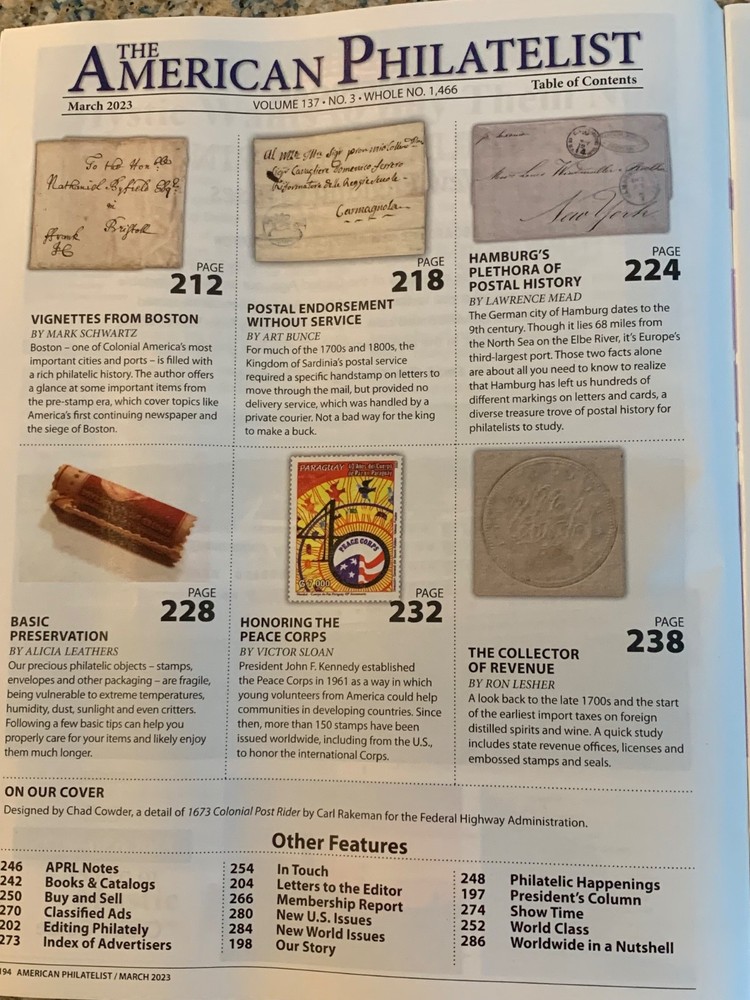 THE
AMERICAN PHILATELIST
March 2023
VOLUME 137 • NO. 3 • WHOLE NO. 1,466
Table of Contents
To ted Honble
Nathaniel Byfield Esqr
in
Bristoll
Carmagnola
New York
PAGE
212
VIGNETTES FROM BOSTON
BY MARK SCHWARTZ
Boston – one of Colonial America's most
important cities and ports – is filled with
a rich philatelic history. The author offers
a glance at some important items from
the pre-stamp era, which cover topics like
America's first continuing newspaper and
the siege of Boston.
PAGE
218
POSTAL ENDORSEMENT
WITHOUT SERVICE
BY ART BUNCE
For much of the 1700s and 1800s, the
Kingdom of Sardinia's postal service
required a specific handstamp on letters to
move through the mail, but provided no
delivery service, which was handled by a
private courier. Not a bad way for the king
to make a buck.
PAGE
224
HAMBURG'S
PLETHORA OF
POSTAL HISTORY
BY LAWRENCE MEAD
The German city of Hamburg dates to the
9th century. Though it lies 68 miles from
the North Sea on the Elbe River, it's Europe's
third-largest port. Those two facts alone
are about all you need to know to realize
that Hamburg has left us hundreds of
different markings on letters and cards, a
diverse treasure trove of postal history for
philatelists to study.
PAGE
228
BASIC
PRESERVATION
BY ALICIA LEATHERS
Our precious philatelic objects – stamps,
envelopes and other packaging – are fragile,
being vulnerable to extreme temperatures,
humidity, dust, sunlight and even critters.
Following a few basic tips can help you
properly care for your items and likely enjoy
them much longer.
PARAGUAY
PEACE CORPS
PAGE
232
HONORING THE
PEACE CORPS
BY VICTOR SLOAN
President John F. Kennedy established
the Peace Corps in 1961 as a way in which
young volunteers from America could help
communities in developing countries. Since
then, more than 150 stamps have been
issued worldwide, including from the U.S.,
to honor the international Corps.
PAGE
238
THE COLLECTOR
OF REVENUE
BY RON LESHER
A look back to the late 1700s and the start
of the earliest import taxes on foreign
distilled spirits and wine. A quick study
includes state revenue offices, licenses and
embossed stamps and seals.
ON OUR COVER
Designed by Chad Cowder, a detail of 1673 Colonial Post Rider by Carl Rakeman for the Federal Highway Administration.
Other Features
246 APRL Notes
242 Books & Catalogs
250 Buy and Sell
270 Classified Ads
202 Editing Philately
273 Index of Advertisers
254 In Touch
204 Letters to the Editor
266 Membership Report
280 New U.S. Issues
284 New World Issues
198 Our Story
248 Philatelic Happenings
197 President's Column
274 Show Time
252 World Class
286 Worldwide in a Nutshell
194 AMERICAN PHILATELIST / MARCH 2023